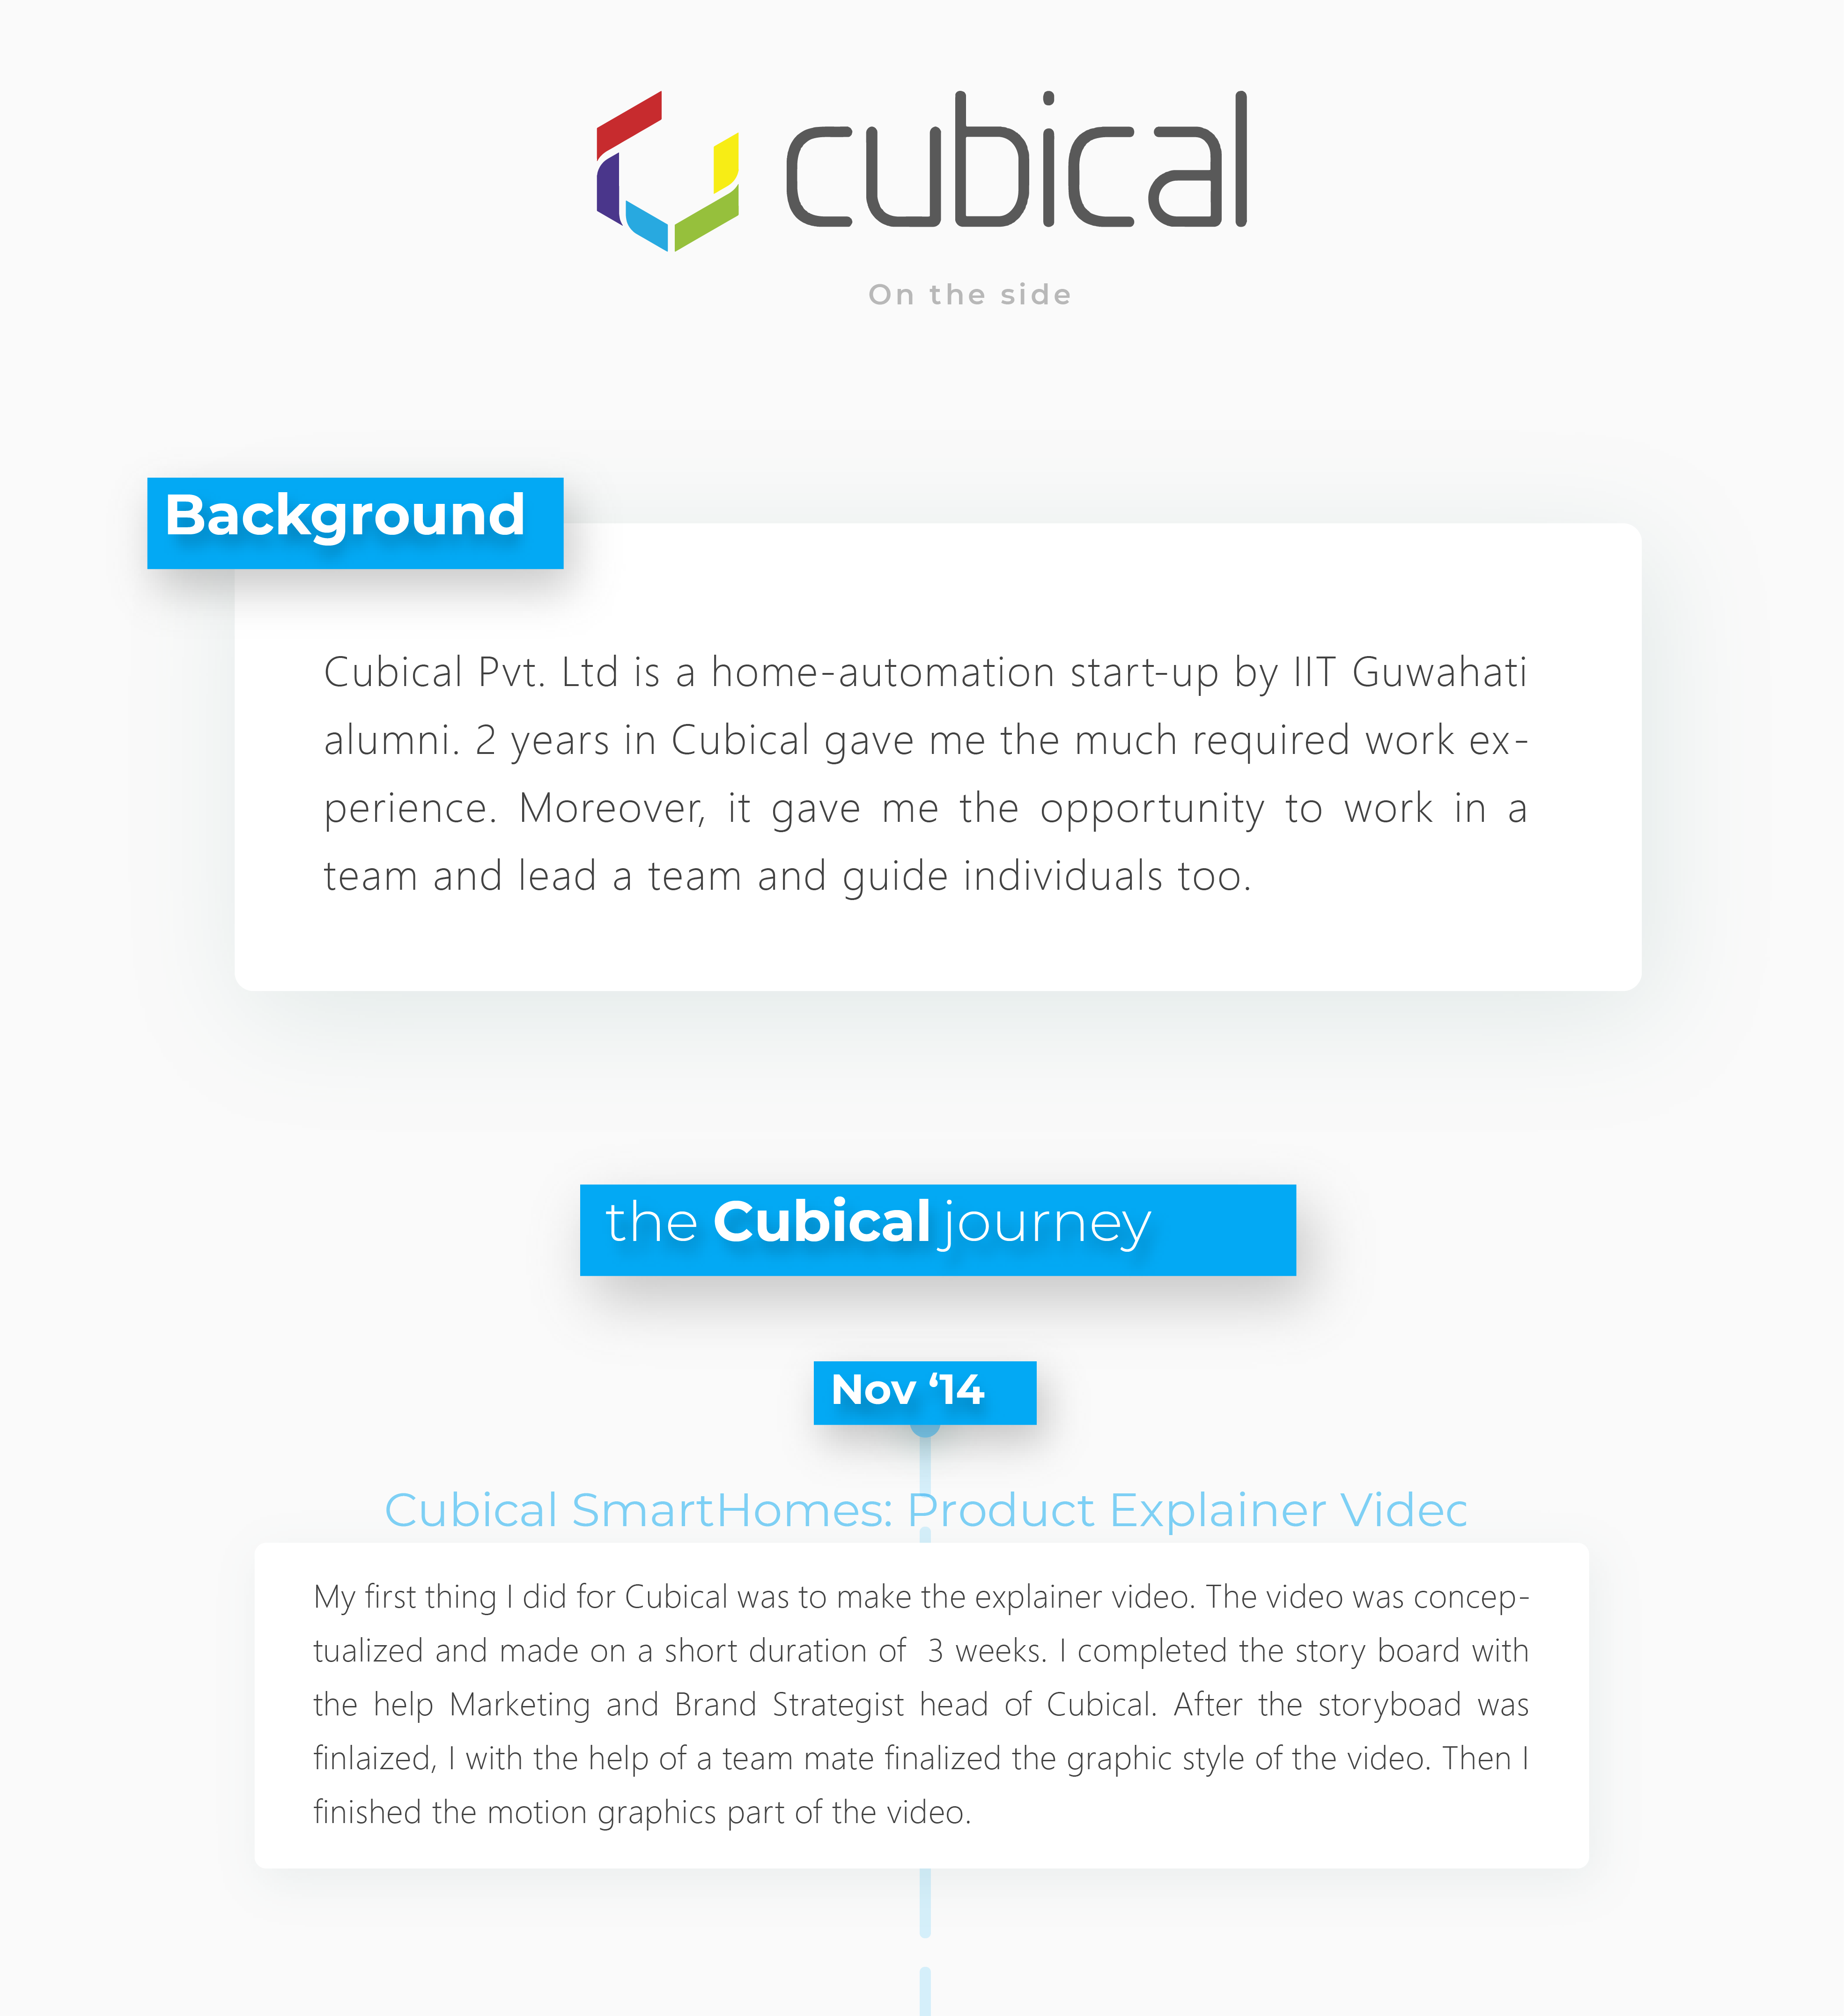 cubical
On the side
Background
Cubical Pvt. Ltd is a home-automation start-up by IIT Guwahati
alumni. 2 years in Cubical gave me the much required work ex-
perience. Moreover, it gave me the opportunity to work in a
team and lead a team and guide individuals too.
the Cubical journey
Nov ‘14
Cubical SmartHomes: Product Explainer Videc
My first thing I did for Cubical was to make the explainer video. The video was concep-
tualized and made on a short duration of  3 weeks. I completed the story board with
the help Marketing and Brand Strategist head of Cubical. After the storyboad was
finlaized, I with the help of a team mate finalized the graphic style of the video. Then I
finished the motion graphics part of the video.